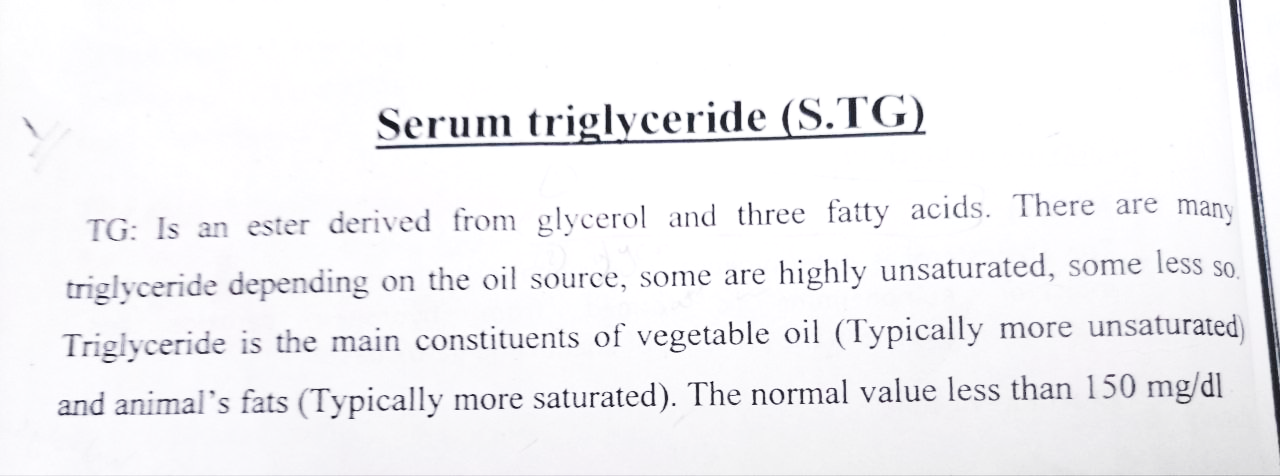 Serum triglyceride (S.TG)
TG: Is an ester derived from glycerol and three fatty acids. There are many
triglyceride depending on the oil source, some are highly unsaturated, some less so.
Triglyceride is the main constituents of vegetable oil (Typically more unsaturated)
and animal's fats (Typically more saturated). The normal value less than 150 mg/dl